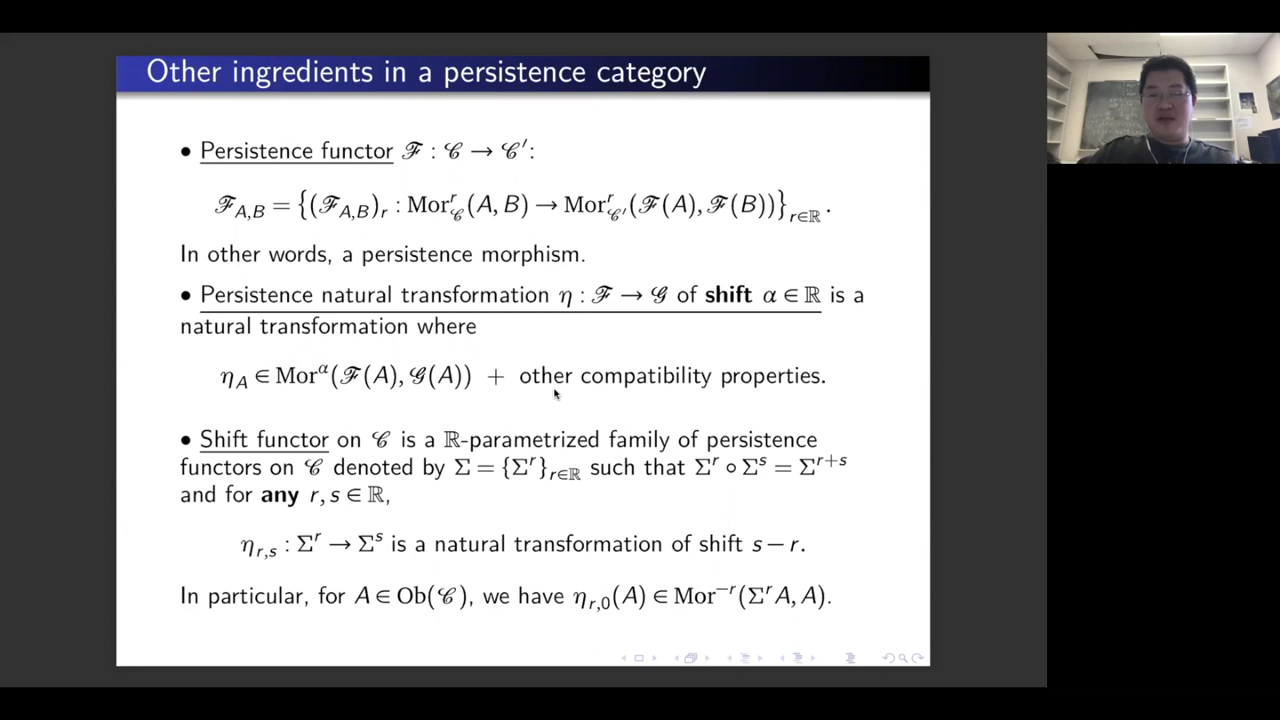 Other ingredients in a persistence category
• Persistence functor ℱ : 𝒞 → 𝒞′:
ℱ_{A,B} = {(ℱ_{A,B})_r : Mor^r_𝒞(A, B) → Mor^r_{𝒞′}(ℱ(A), ℱ(B))}_{r∈ℝ} .
In other words, a persistence morphism.
• Persistence natural transformation η : ℱ → 𝒢 of shift α ∈ ℝ is a
natural transformation where
η_A ∈ Mor^α(ℱ(A), 𝒢(A)) + other compatibility properties.
• Shift functor on 𝒞 is a ℝ-parametrized family of persistence
functors on 𝒞 denoted by Σ = {Σ^r}_{r∈ℝ} such that Σ^r ∘ Σ^s = Σ^{r+s}
and for any r, s ∈ ℝ,
η_{r,s} : Σ^r → Σ^s is a natural transformation of shift s − r.
In particular, for A ∈ Ob(𝒞), we have η_{r,0}(A) ∈ Mor^{−r}(Σ^r A, A).